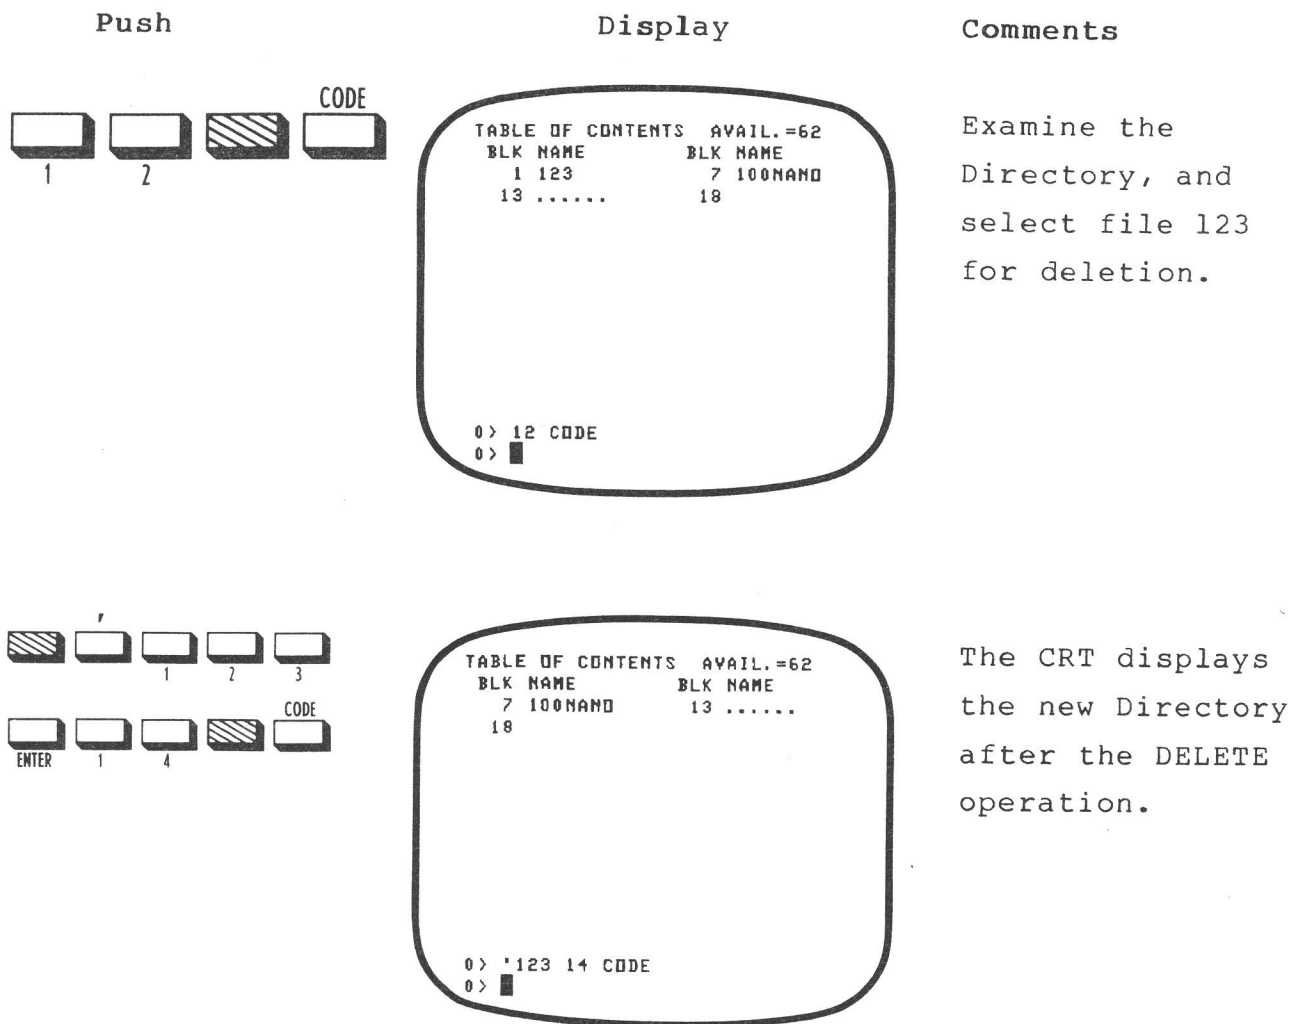 Push Display Comments
CODE
1 2
TABLE OF CONTENTS AVAIL.=62
BLK NAME BLK NAME
1 123 7 100NANO
13 ...... 18
0> 12 CODE
0>
Examine the
Directory, and
select file 123
for deletion.
'
1 2 3
CODE
ENTER 1 4
TABLE OF CONTENTS AVAIL.=62
BLK NAME BLK NAME
7 100NANO 13 ......
18
0> '123 14 CODE
0>
The CRT displays
the new Directory
after the DELETE
operation.